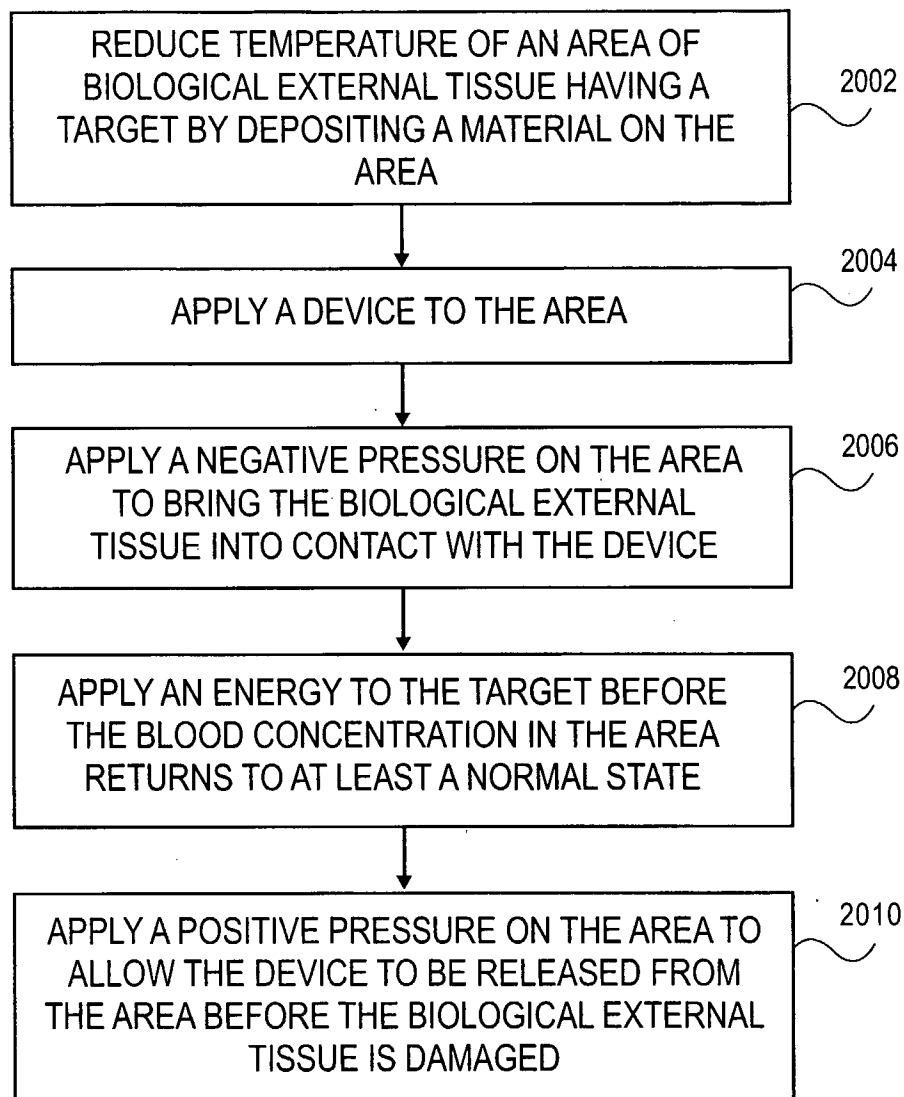 REDUCE TEMPERATURE OF AN AREA OF
BIOLOGICAL EXTERNAL TISSUE HAVING A
TARGET BY DEPOSITING A MATERIAL ON THE
AREA
2002
APPLY A DEVICE TO THE AREA
2004
APPLY A NEGATIVE PRESSURE ON THE AREA
TO BRING THE BIOLOGICAL EXTERNAL
TISSUE INTO CONTACT WITH THE DEVICE
2006
APPLY AN ENERGY TO THE TARGET BEFORE
THE BLOOD CONCENTRATION IN THE AREA
RETURNS TO AT LEAST A NORMAL STATE
2008
APPLY A POSITIVE PRESSURE ON THE AREA TO
ALLOW THE DEVICE TO BE RELEASED FROM
THE AREA BEFORE THE BIOLOGICAL EXTERNAL
TISSUE IS DAMAGED
2010